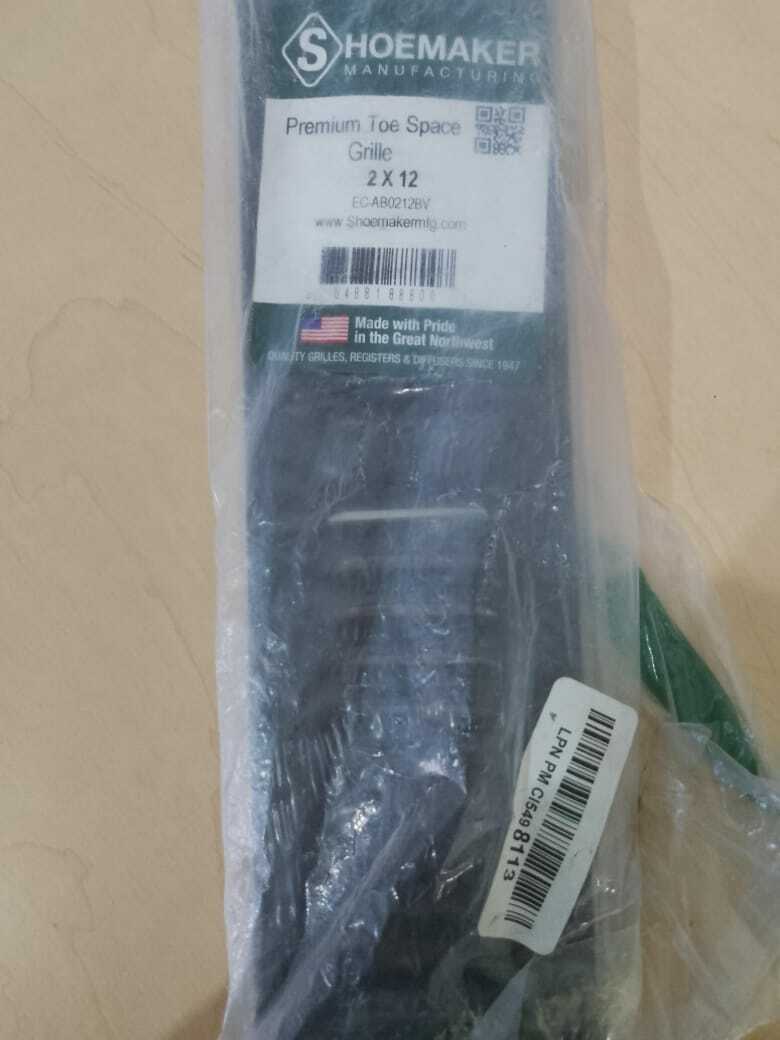 SHOEMAKER
MANUFACTURING
Premium Toe Space
Grille
2 X 12
EC-AB0212BV
www.Shoemakermfg.com
Made with Pride
in the Great Northwest
QUALITY GRILLES, REGISTERS & DIFFUSERS SINCE 1947
LPN PM CI549 8113